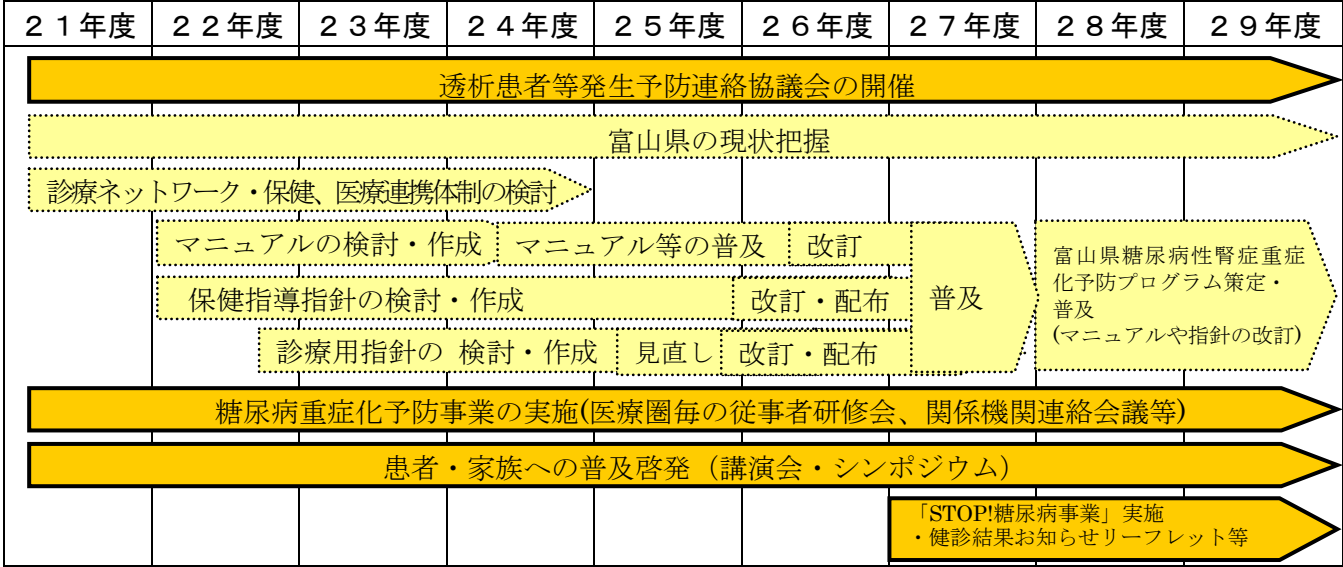 ２１年度 ２２年度 ２３年度 ２４年度 ２５年度 ２６年度 ２７年度 ２８年度 ２９年度
透析患者等発生予防連絡協議会の開催
富山県の現状把握
診療ネットワーク・保健、医療連携体制の検討
マニュアルの検討・作成 マニュアル等の普及 改訂
保健指導指針の検討・作成 改訂・配布
診療用指針の 検討・作成 見直し 改訂・配布
普及
富山県糖尿病性腎症重症
化予防プログラム策定・
普及
(マニュアルや指針の改訂)
糖尿病重症化予防事業の実施(医療圏毎の従事者研修会、関係機関連絡会議等)
患者・家族への普及啓発（講演会・シンポジウム）
「STOP!糖尿病事業」実施
・健診結果お知らせリーフレット等